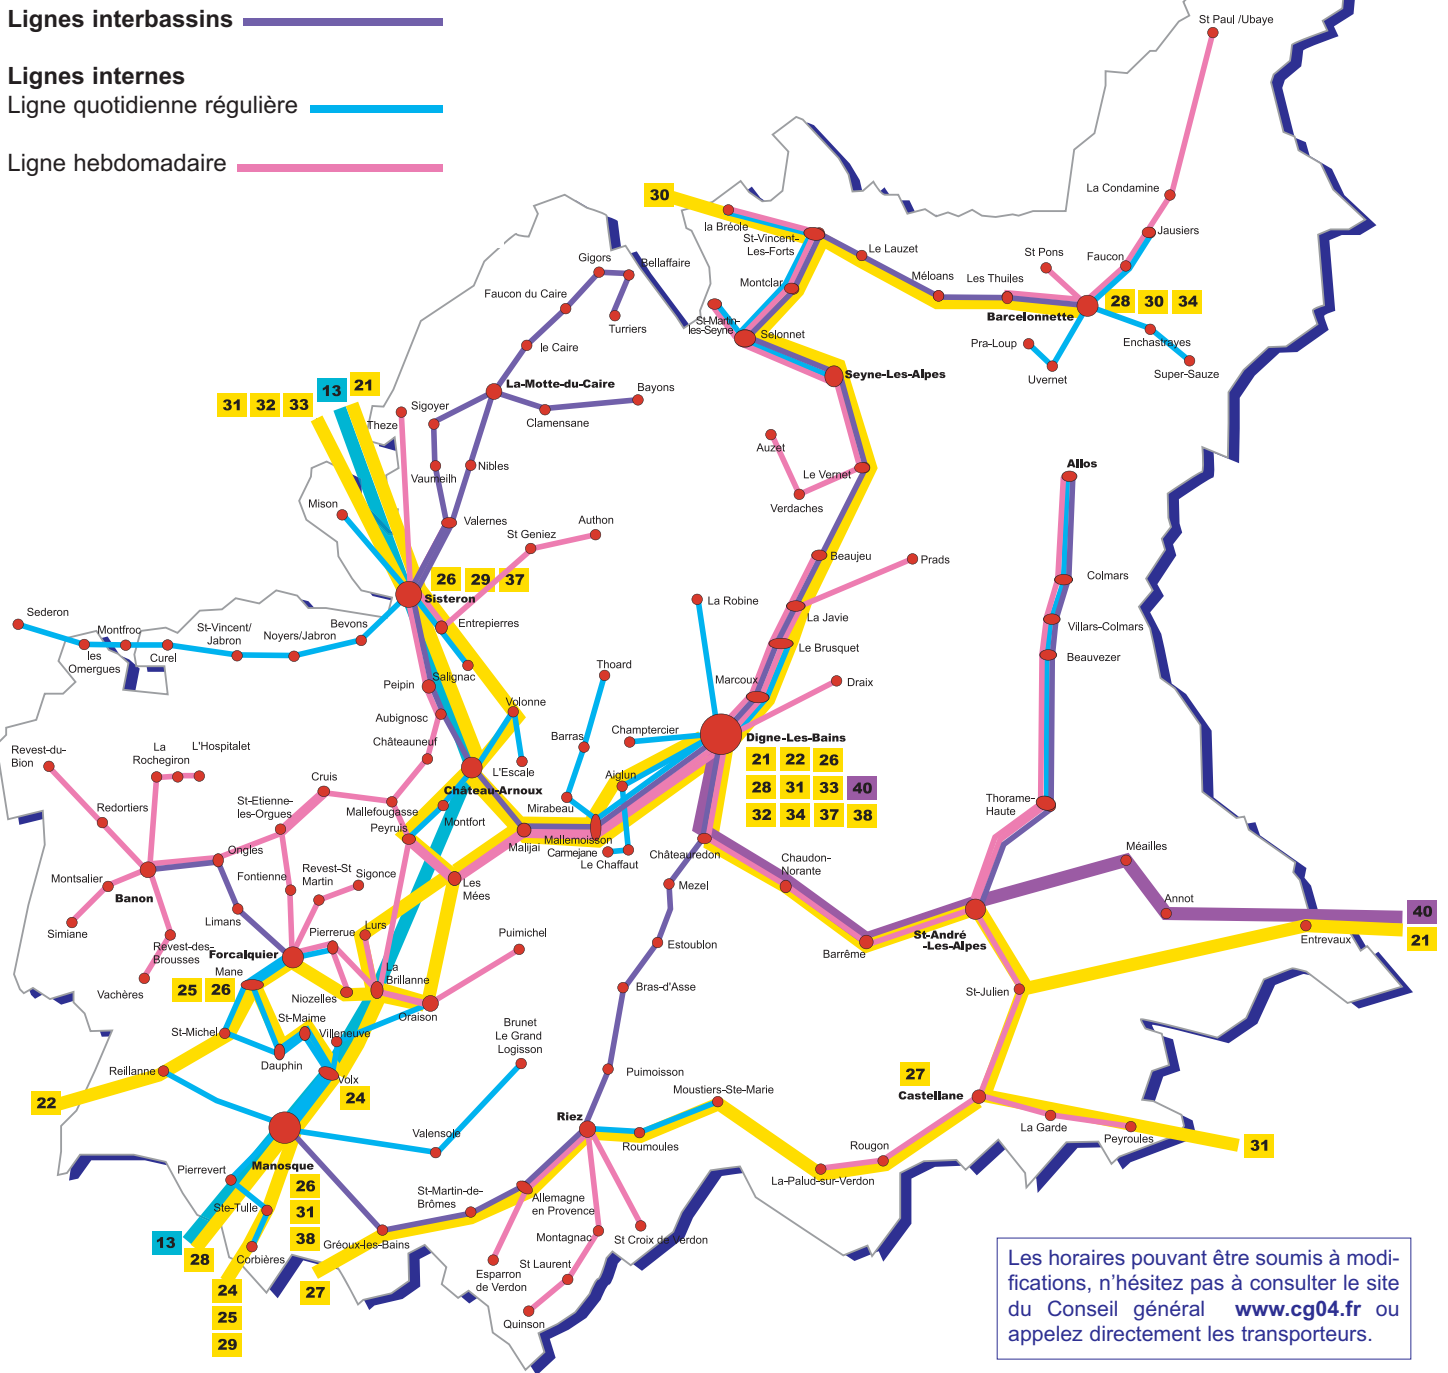 Lignes interbassins
Lignes internes
Ligne quotidienne régulière
Ligne hebdomadaire
St Paul /Ubaye
La Condamine
Jausiers
Faucon
St Pons
30
la Bréole
St-Vincent-
Les-Forts
Le Lauzet
Méloans
Les Thuiles
Barcelonnette
28 30 34
Enchastrayes
Super-Sauze
Pra-Loup
Uvernet
Montclar
St-Martin-
les-Seyne
Selonnet
Seyne-Les-Alpes
Gigors
Bellaffaire
Faucon du Caire
Turriers
le Caire
La-Motte-du-Caire
Bayons
Clamensane
31 32 33 13 21
Sigoyer
Theze
Vaumeilh
Nibles
Valernes
Mison
St Geniez
Authon
Auzet
Le Vernet
Verdaches
Allos
Colmars
Villars-Colmars
Beauvezer
Thorame-
Haute
Beaujeu
Prads
La Javie
Le Brusquet
Marcoux
Draix
La Robine
26 29 37
Sisteron
Entrepierres
Salignac
Sederon
Montfroc
les
Omergues
Curel
St-Vincent/
Jabron
Noyers/Jabron
Bevons
Peipin
Aubignosc
Châteauneuf
Volonne
L'Escale
Thoard
Barras
Champtercier
Aiglun
Mirabeau
Digne-Les-Bains
21 22 26
28 31 33 40
32 34 37 38
Château-Arnoux
Montfort
Mallefougasse
Peyruis
Malijai
Mallemoisson
Carmejane
Le Chaffaut
Châteauredon
Chaudon-
Norante
Mezel
Estoublon
Bras-d'Asse
Barrême
St-André
-Les-Alpes
Méailles
Annot
40
21
Entrevaux
St-Julien
Revest-du-
Bion
La
Rochegiron
L'Hospitalet
Redortiers
Cruis
St-Etienne-
les-Orgues
Ongles
Fontienne
Revest-St
Martin
Sigonce
Montsalier
Banon
Simiane
Limans
Revest-des-
Brousses
Vachères
Forcalquier
Pierrerue
Lurs
Les
Mées
Puimichel
Mane
25 26
La
Brillanne
Niozelles
Oraison
St-Michel
St-Maime
Villeneuve
Dauphin
Volx
24
Reillanne
22
Brunet
Le Grand
Logisson
Valensole
Manosque
26
31
38
Pierrevert
Ste-Tulle
Corbières
13
28
24
25
29
27
Gréoux-les-Bains
St-Martin-de-
Brômes
Allemagne
en Provence
Riez
Puimoisson
Roumoules
Moustiers-Ste-Marie
Esparron
de Verdon
Montagnac
St Laurent
Quinson
St Croix de Verdon
La-Palud-sur-Verdon
Rougon
27
Castellane
La Garde
Peyroules
31
Les horaires pouvant être soumis à modi-
fications, n’hésitez pas à consulter le site
du Conseil général www.cg04.fr ou
appelez directement les transporteurs.